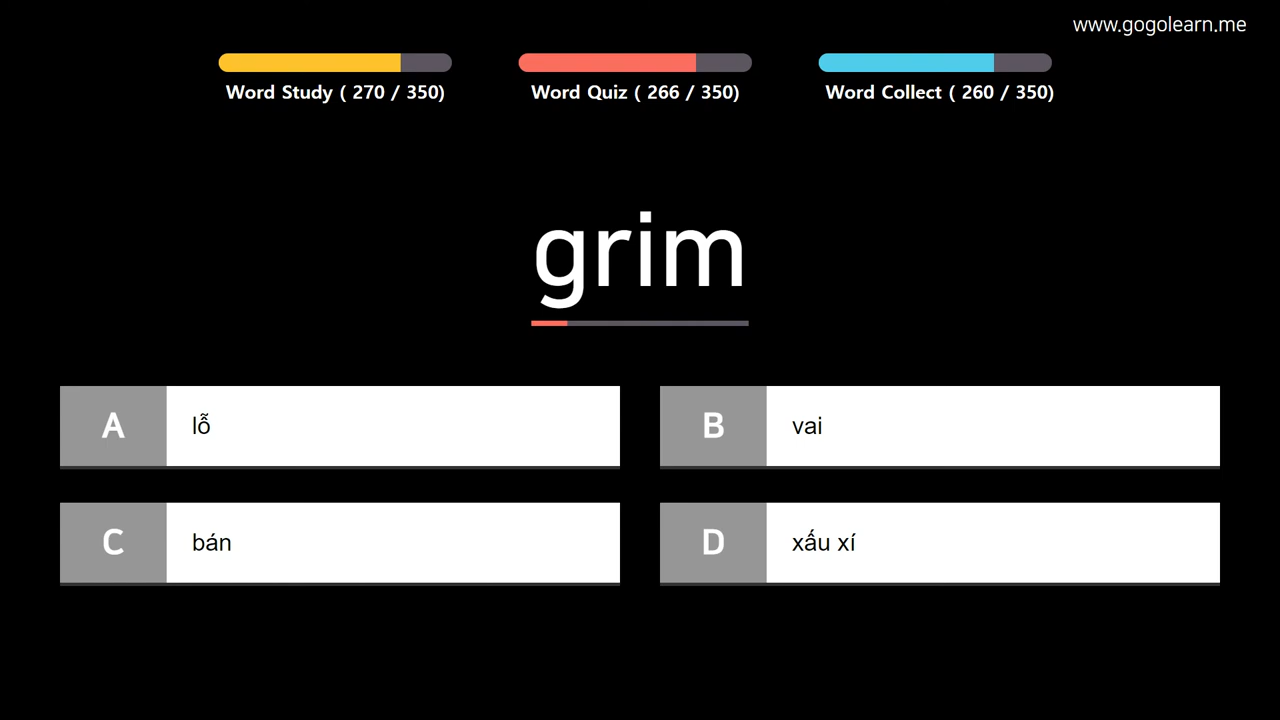 www.gogolearn.me
Word Study ( 270 / 350)
Word Quiz ( 266 / 350)
Word Collect ( 260 / 350)
grim
A lỗ
B vai
C bán
D xấu xí